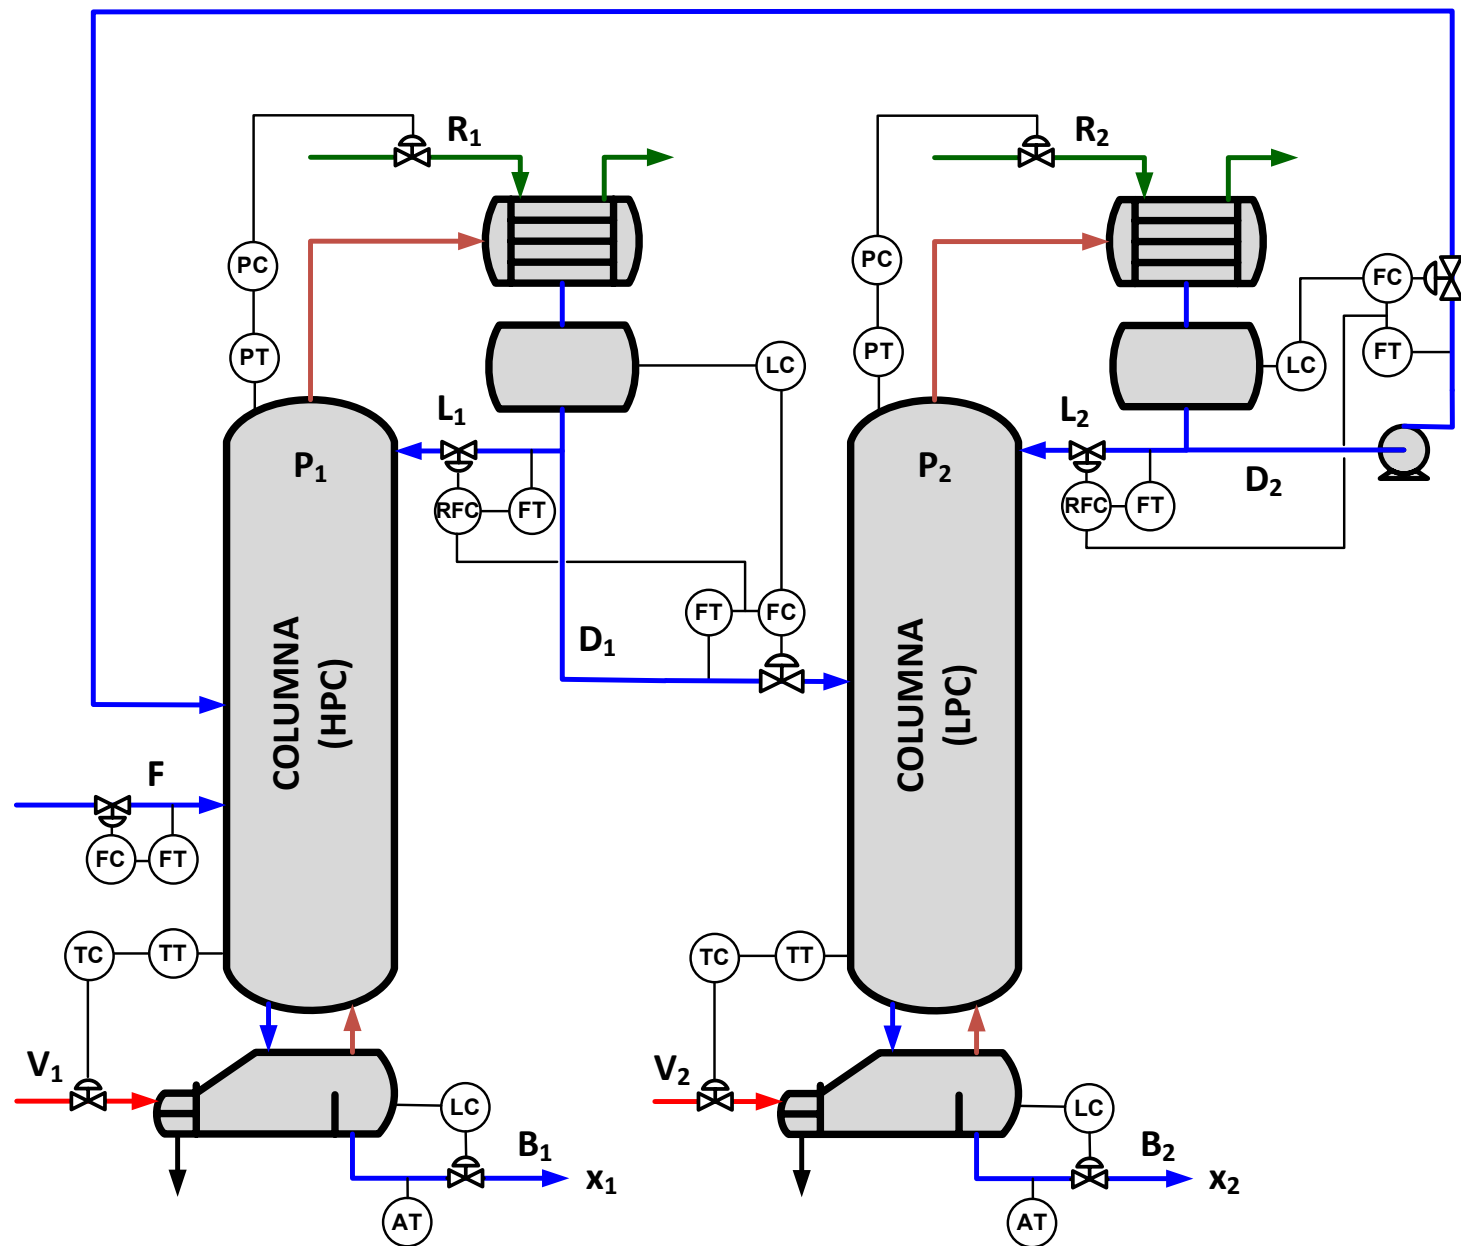 R1
R2
PC
PC
FC
PT
LC
PT
LC
FT
L1
L2
P1
P2
D2
RFC
FT
RFC
FT
FT
FC
D1
COLUMNA
(HPC)
COLUMNA
(LPC)
F
FC
FT
TC
TT
TC
TT
V1
V2
LC
LC
B1
x1
B2
x2
AT
AT